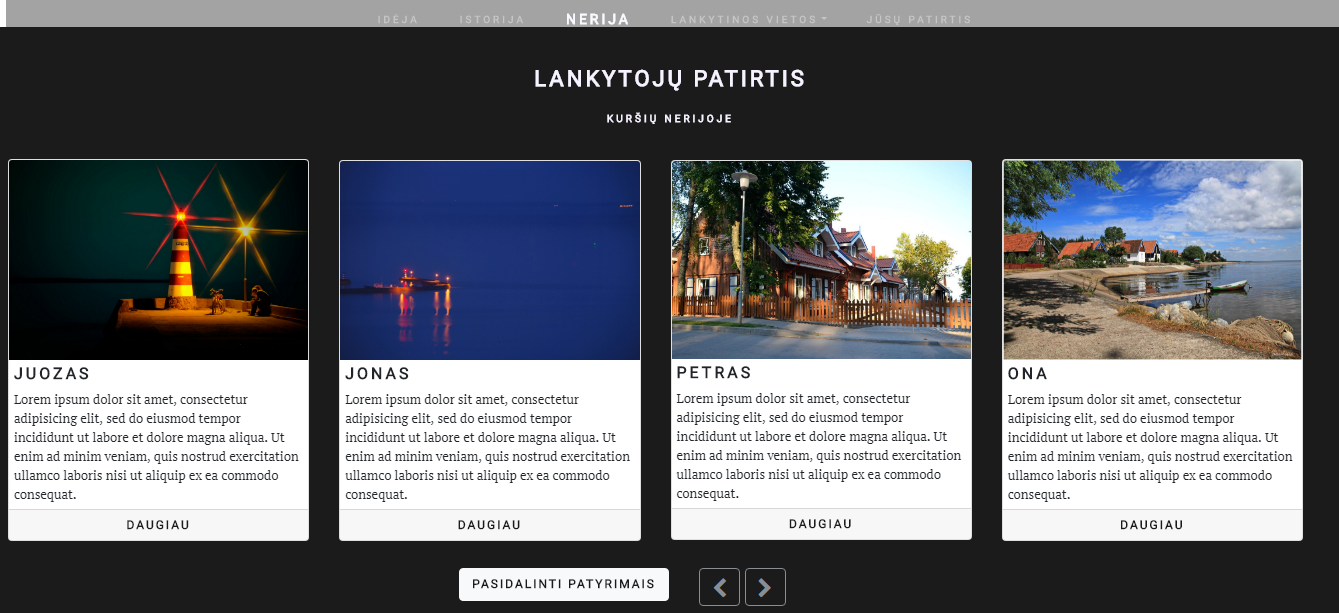 IDĖJA ISTORIJA NERIJA LANKYTINOS VIETOS JŪSŲ PATIRTIS
LANKYTOJŲ PATIRTIS
KURŠIŲ NERIJOJE
JUOZAS
Lorem ipsum dolor sit amet, consectetur
adipisicing elit, sed do eiusmod tempor
incididunt ut labore et dolore magna aliqua. Ut
enim ad minim veniam, quis nostrud exercitation
ullamco laboris nisi ut aliquip ex ea commodo
consequat.
DAUGIAU
JONAS
Lorem ipsum dolor sit amet, consectetur
adipisicing elit, sed do eiusmod tempor
incididunt ut labore et dolore magna aliqua. Ut
enim ad minim veniam, quis nostrud exercitation
ullamco laboris nisi ut aliquip ex ea commodo
consequat.
DAUGIAU
PETRAS
Lorem ipsum dolor sit amet, consectetur
adipisicing elit, sed do eiusmod tempor
incididunt ut labore et dolore magna aliqua. Ut
enim ad minim veniam, quis nostrud exercitation
ullamco laboris nisi ut aliquip ex ea commodo
consequat.
DAUGIAU
ONA
Lorem ipsum dolor sit amet, consectetur
adipisicing elit, sed do eiusmod tempor
incididunt ut labore et dolore magna aliqua. Ut
enim ad minim veniam, quis nostrud exercitation
ullamco laboris nisi ut aliquip ex ea commodo
consequat.
DAUGIAU
PASIDALINTI PATYRIMAIS